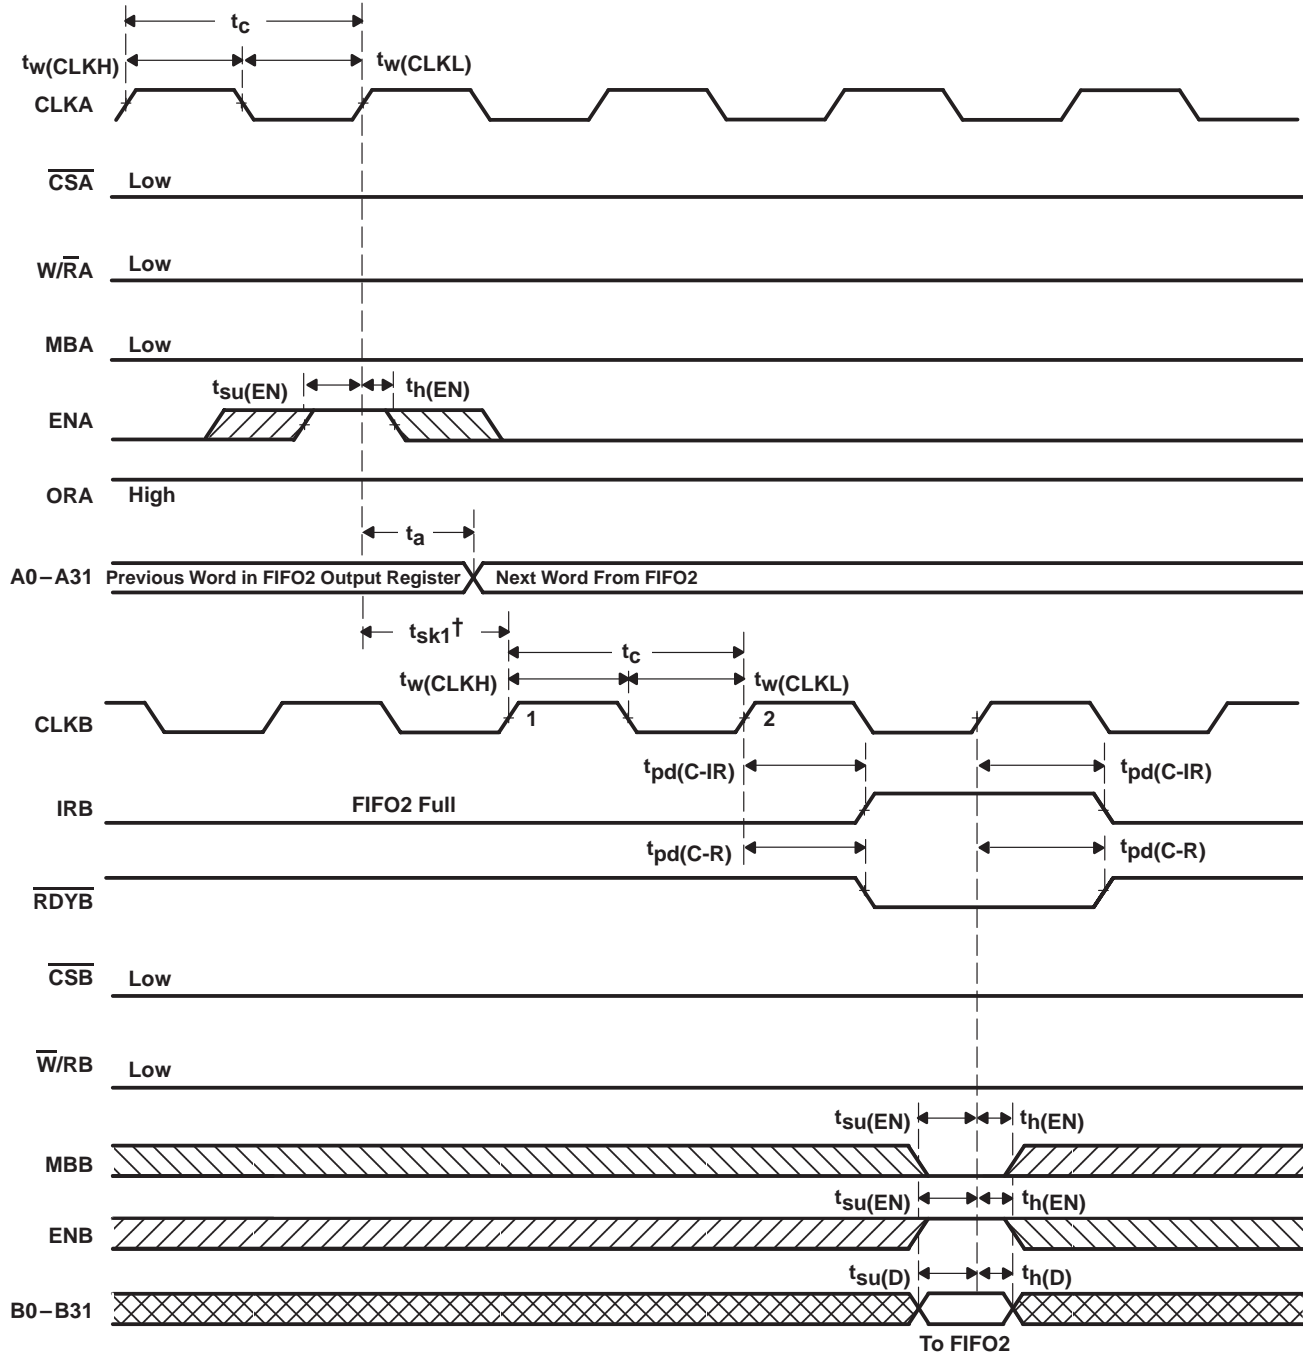 tc
tw(CLKH) tw(CLKL)
CLKA
CSA Low
W/RA Low
MBA Low
tsu(EN) th(EN)
ENA
ORA High
ta
A0–A31 Previous Word in FIFO2 Output Register Next Word From FIFO2
tsk1†
tc
tw(CLKH) tw(CLKL)
CLKB 1 2
tpd(C-IR) tpd(C-IR)
IRB FIFO2 Full
tpd(C-R) tpd(C-R)
RDYB
CSB Low
W/RB Low
tsu(EN) th(EN)
MBB
tsu(EN) th(EN)
ENB
tsu(D) th(D)
B0–B31
To FIFO2